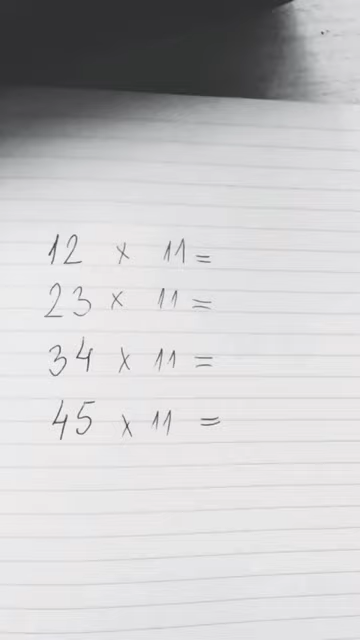 12 × 11 =
23 × 11 =
34 × 11 =
45 × 11 =